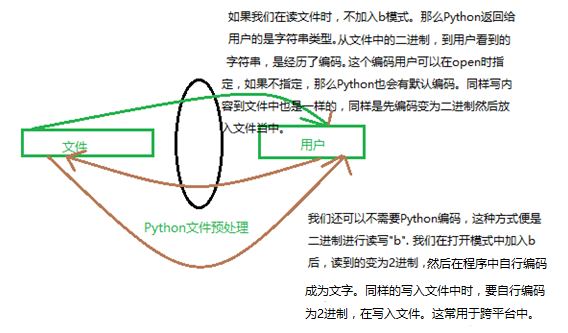 如果我们在读文件时，不加入b模式。那么Python返回给
用户的是字符串类型。从文件中的二进制，到用户看到的
字符串，是经历了编码。这个编码用户可以在open时指
定，如果不指定，那么Python也会有默认编码。同样写内
容到文件中也是一样的，同样是先编码变为二进制然后放
入文件当中。
文件
用户
Python文件预处理
我们还可以不需要Python编码，这种方式便是
二进制进行读写"b". 我们在打开模式中加入b
后，读到的变为2进制，然后在程序中自行编码
成为文字。同样的写入文件中时，要自行编码
为2进制，在写入文件。这常用于跨平台中。